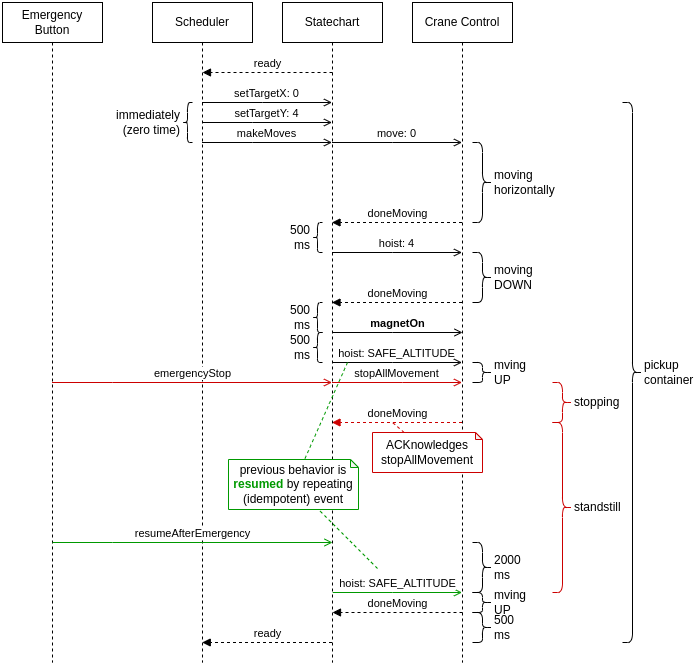 Emergency
Button
Scheduler
Statechart
Crane Control
ready
setTargetX: 0
immediately
(zero time)
setTargetY: 4
makeMoves
move: 0
moving
horizontally
doneMoving
500
ms
hoist: 4
moving
DOWN
doneMoving
500
ms
magnetOn
500
ms
hoist: SAFE_ALTITUDE
mving
UP
pickup
container
emergencyStop
stopAllMovement
stopping
doneMoving
ACKnowledges
stopAllMovement
previous behavior is
resumed by repeating
(idempotent) event
standstill
resumeAfterEmergency
2000
ms
hoist: SAFE_ALTITUDE
mving
UP
doneMoving
500
ms
ready